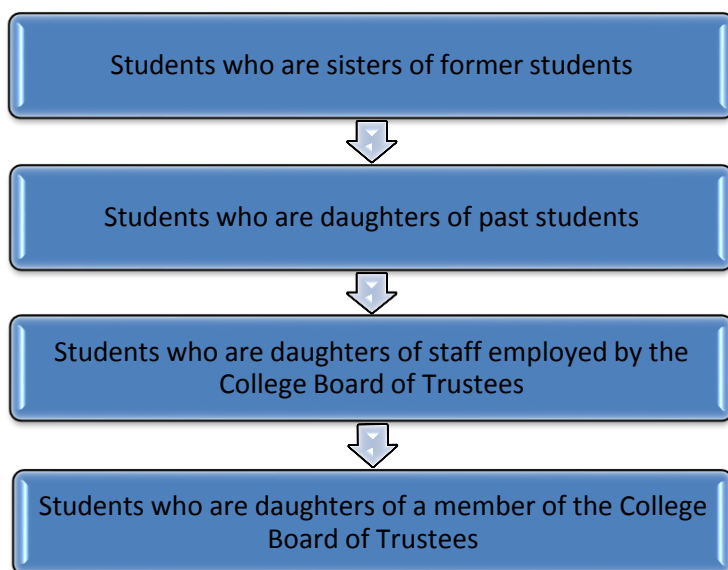 Students who are sisters of former students
Students who are daughters of past students
Students who are daughters of staff employed by the
College Board of Trustees
Students who are daughters of a member of the College
Board of Trustees